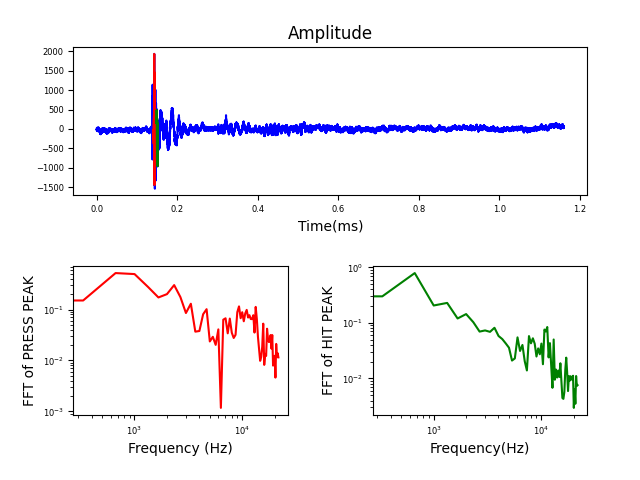 Amplitude
2000
1500
1000
500
0
−500
−1000
−1500
0.0 0.2 0.4 0.6 0.8 1.0 1.2
Time(ms)
FFT of PRESS PEAK
10⁻¹
10⁻²
10⁻³
10³ 10⁴
Frequency (Hz)
FFT of HIT PEAK
10⁰
10⁻¹
10⁻²
10³ 10⁴
Frequency(Hz)